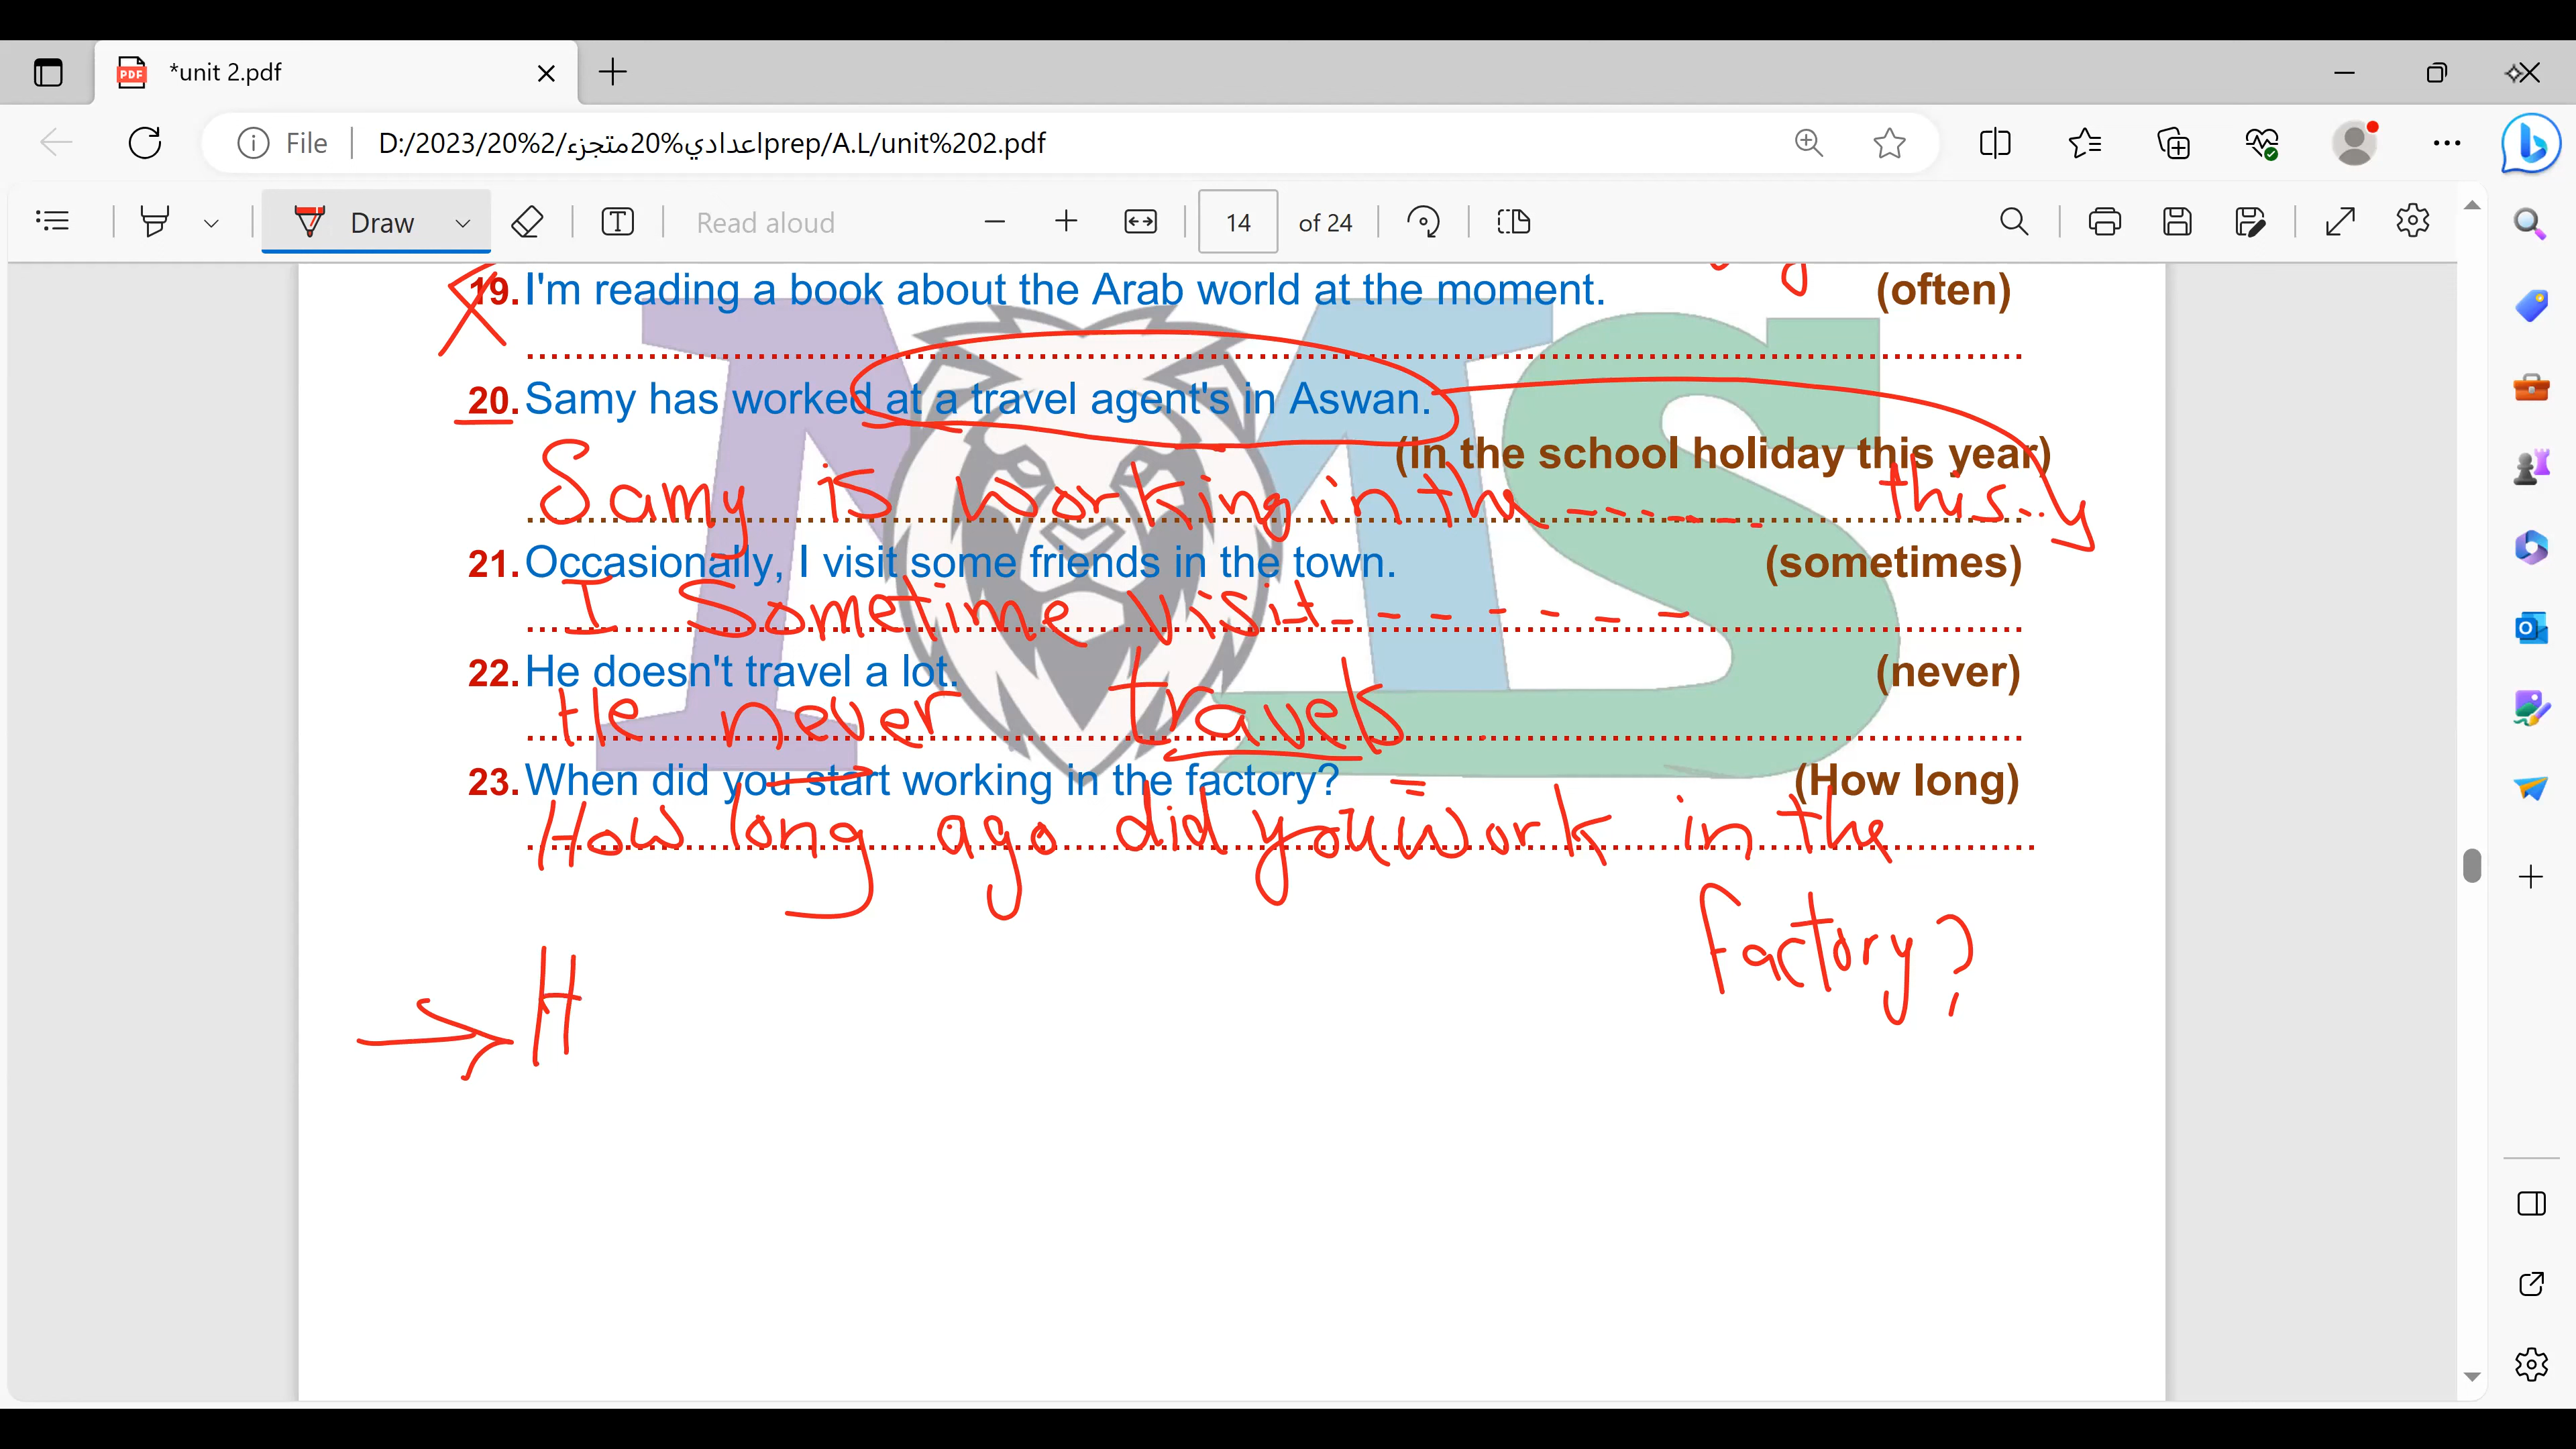 *unit 2.pdf
File
D:/2023/20%2/اعدادي%20متجزء/prep/A.L/unit%202.pdf
Draw
Read aloud
14 of 24
19. I'm reading a book about the Arab world at the moment. (often)
20. Samy has worked at a travel agent's in Aswan.
(In the school holiday this year)
Samy is working in the ------ this..y
21. Occasionally, I visit some friends in the town. (sometimes)
I Sometime visit- - - - - - -
22. He doesn't travel a lot. (never)
He never travels
23. When did you start working in the factory? = (How long)
How long ago did you work in the
Factory?
H